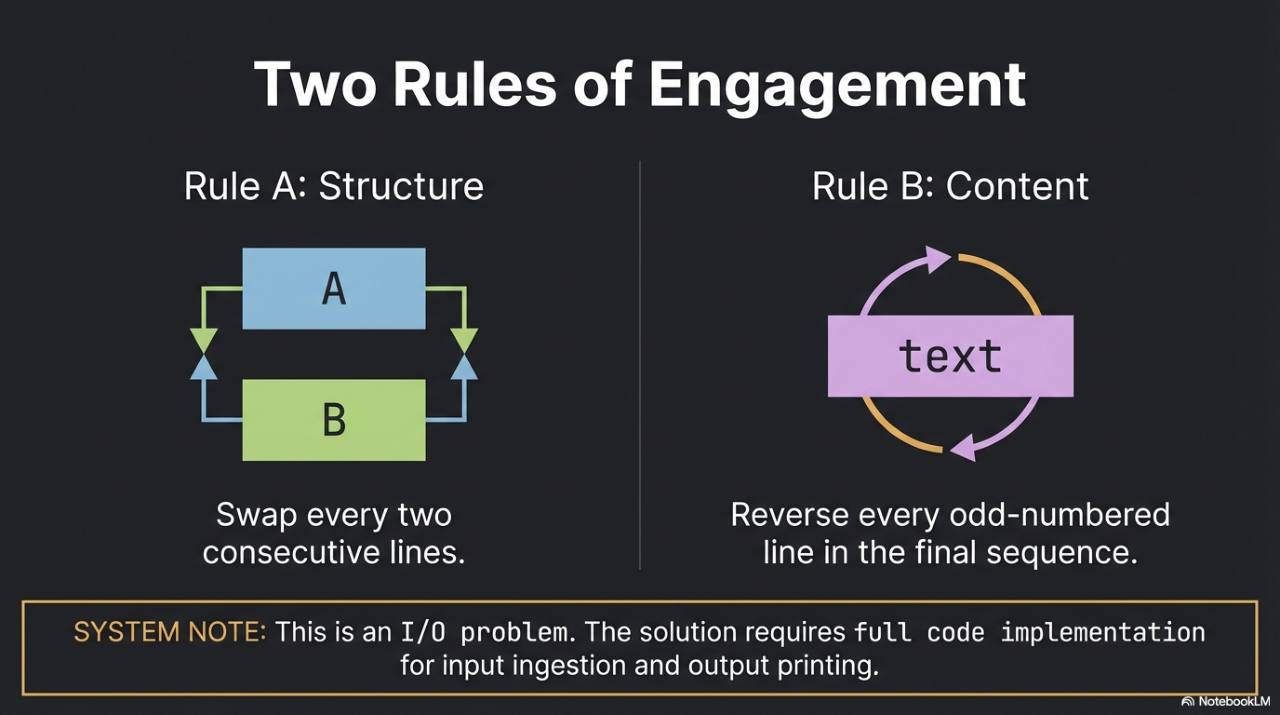 Two Rules of Engagement
Rule A: Structure
A
B
Swap every two
consecutive lines.
Rule B: Content
text
Reverse every odd-numbered
line in the final sequence.
SYSTEM NOTE: This is an I/O problem. The solution requires full code implementation
for input ingestion and output printing.
NotebookLM